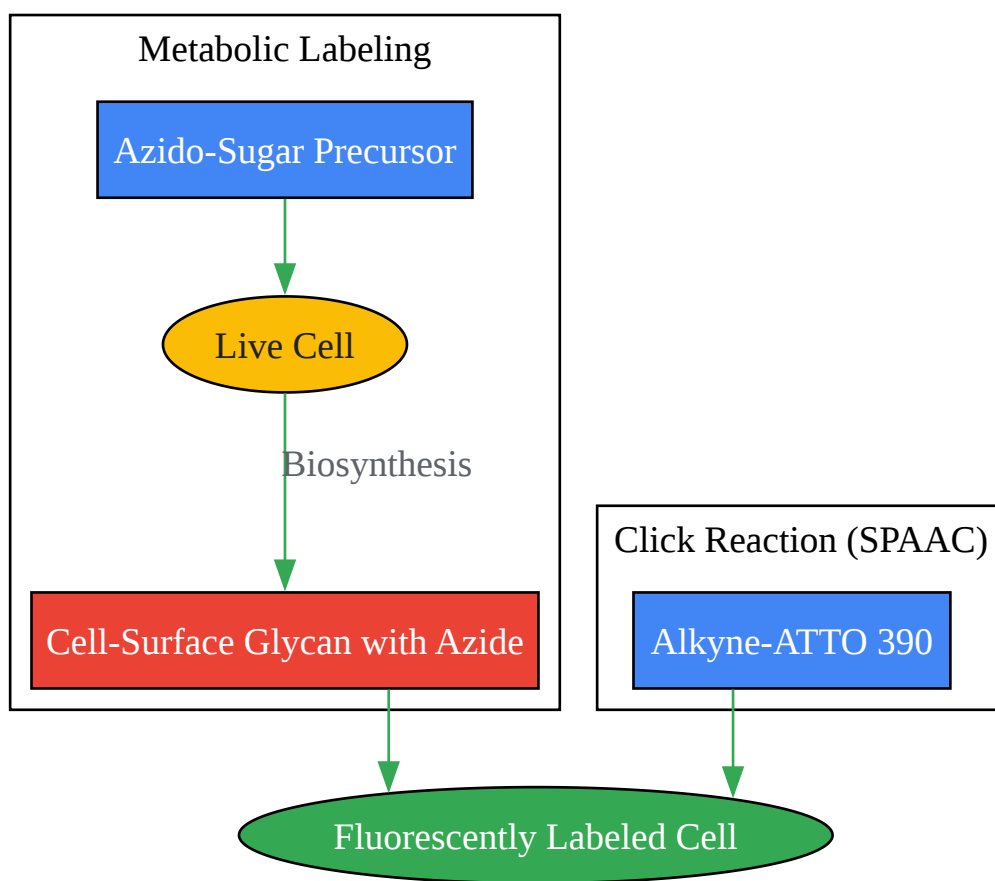 Metabolic Labeling
Azido-Sugar Precursor
Live Cell
Biosynthesis
Cell-Surface Glycan with Azide
Click Reaction (SPAAC)
Alkyne-ATTO 390
Fluorescently Labeled Cell